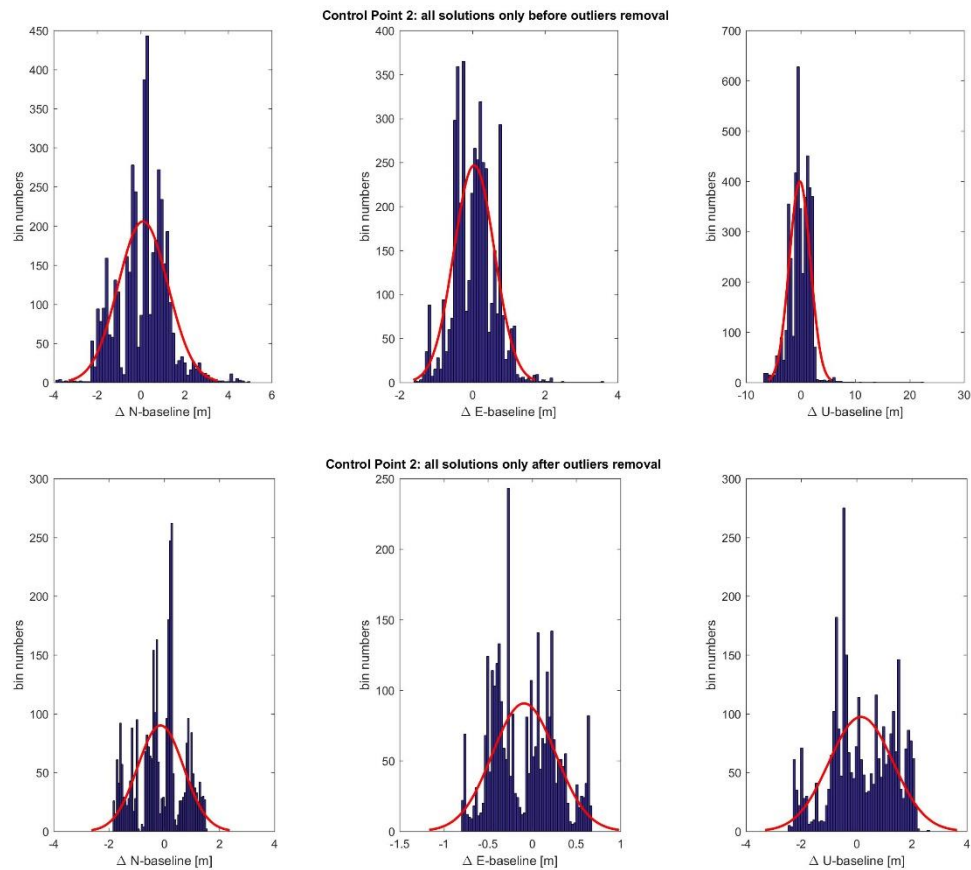 Control Point 2: all solutions only before outliers removal
450
400
350
300
250
200
150
100
50
0
bin numbers
-4 -2 0 2 4 6
Δ N-baseline [m]
400
350
300
250
200
150
100
50
0
bin numbers
-2 0 2 4
Δ E-baseline [m]
700
600
500
400
300
200
100
0
bin numbers
-10 0 10 20 30
Δ U-baseline [m]
Control Point 2: all solutions only after outliers removal
300
250
200
150
100
50
0
bin numbers
-4 -2 0 2 4
Δ N-baseline [m]
250
200
150
100
50
0
bin numbers
-1.5 -1 -0.5 0 0.5 1
Δ E-baseline [m]
300
250
200
150
100
50
0
bin numbers
-4 -2 0 2 4
Δ U-baseline [m]